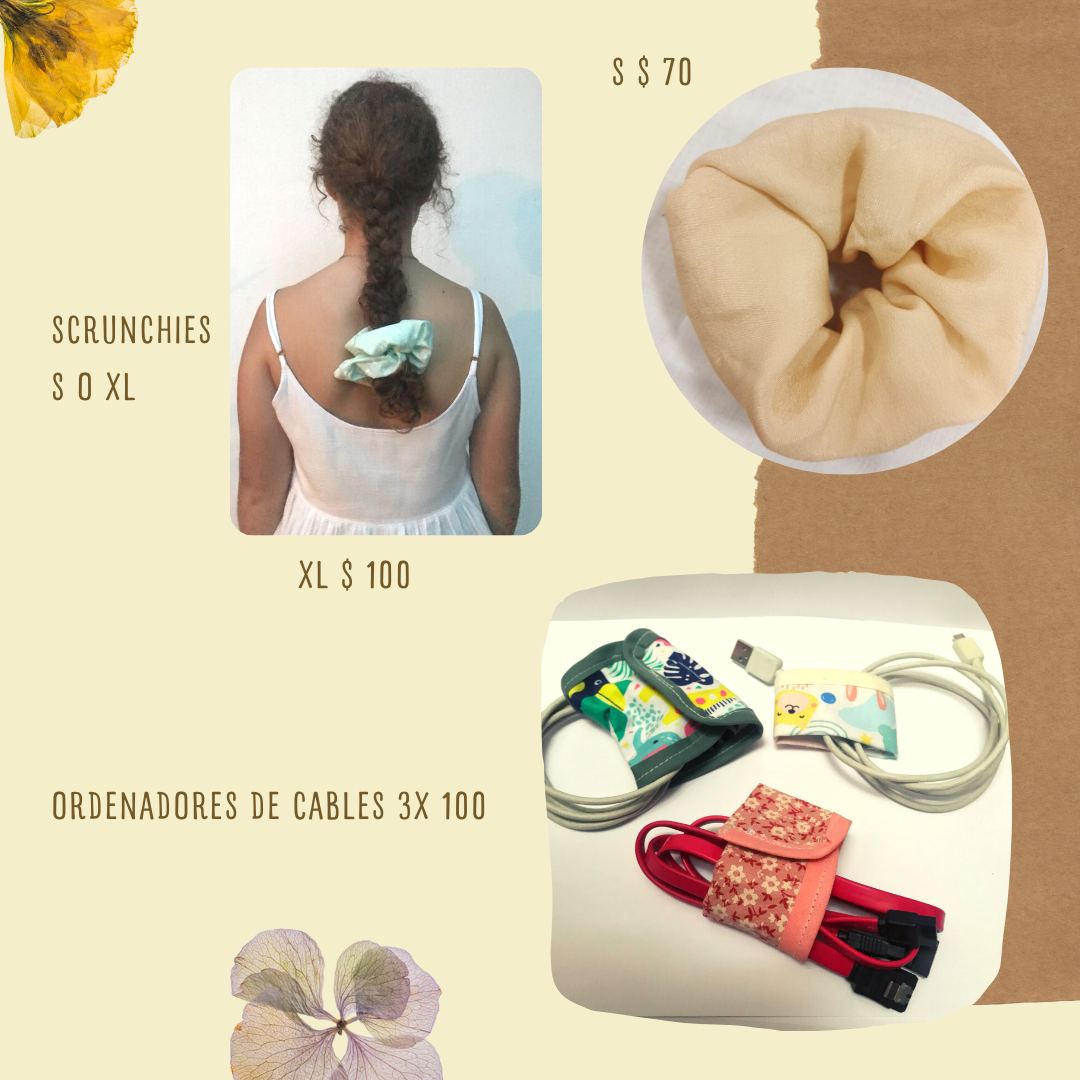 S $ 70
SCRUNCHIES
S O XL
XL $ 100
ORDENADORES DE CABLES 3X 100